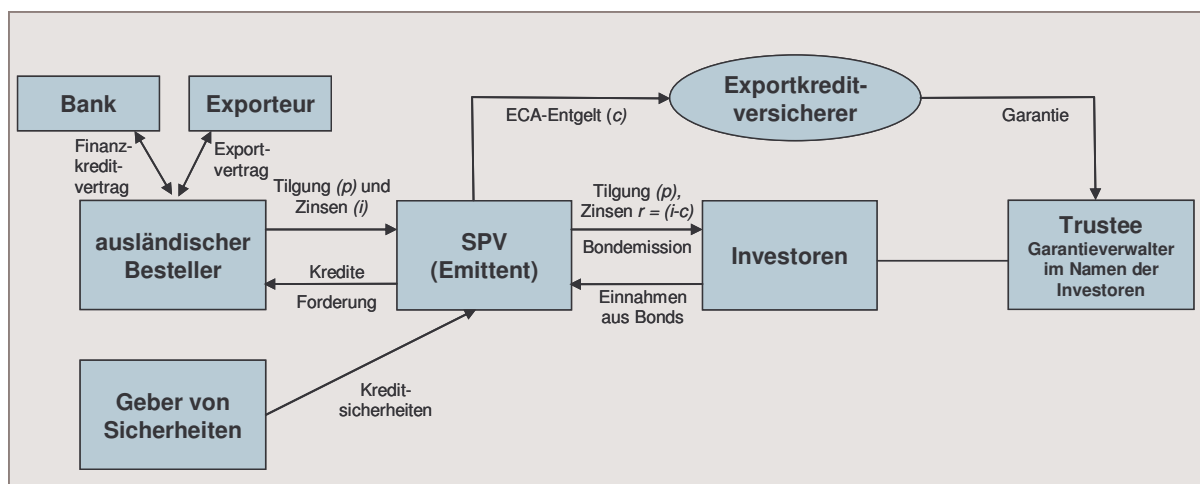 Bank
Exporteur
Exportkredit-
versicherer
ECA-Entgelt (c)
Garantie
Finanz-
kredit-
vertrag
Export-
vertrag
Tilgung (p) und
Zinsen (i)
Tilgung (p),
Zinsen r = (i-c)
ausländischer
Besteller
SPV
(Emittent)
Bondemission
Investoren
Trustee
Garantieverwalter
im Namen der
Investoren
Kredite
Forderung
Einnahmen
aus Bonds
Geber von
Sicherheiten
Kredit-
sicherheiten